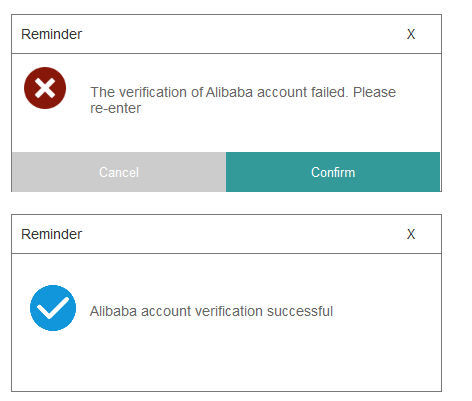 Reminder X
The verification of Alibaba account failed. Please
re-enter
Cancel Confirm
Reminder X
Alibaba account verification successful